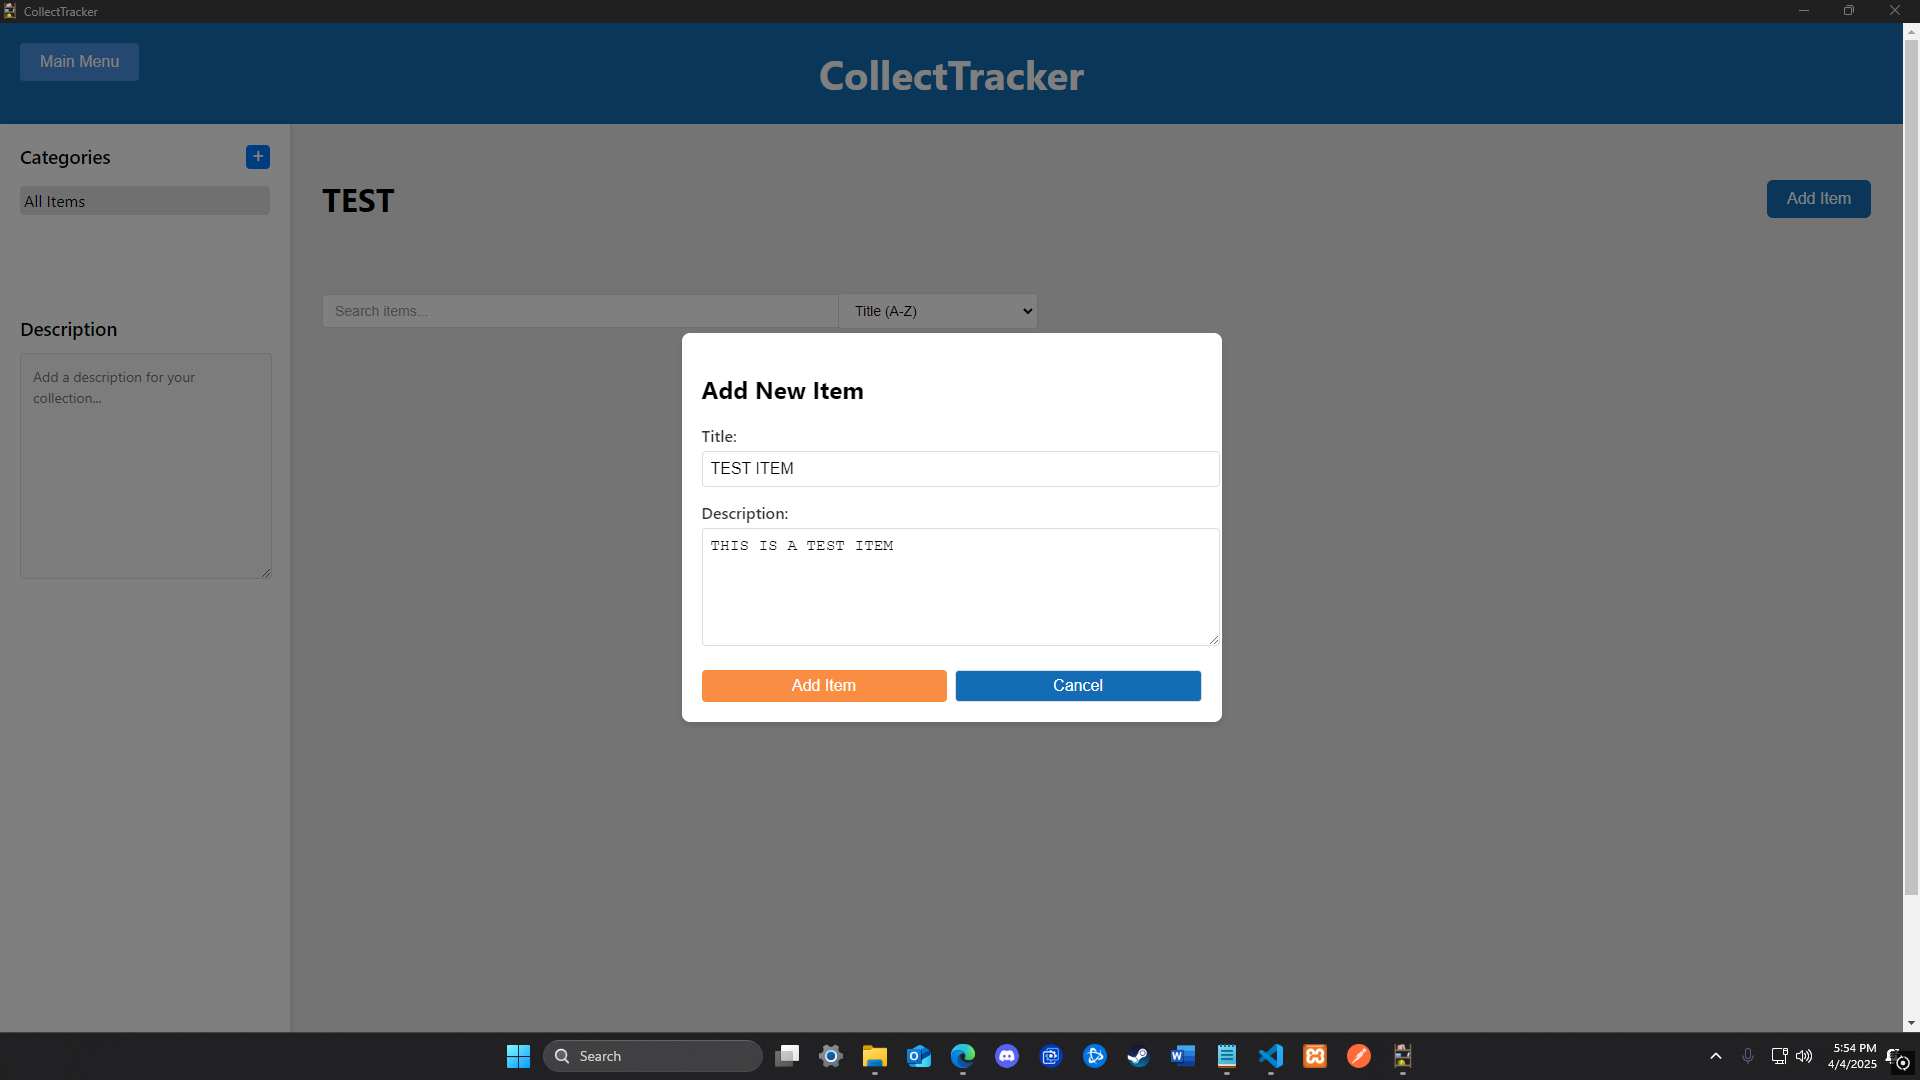 CollectTracker
Main Menu
CollectTracker
Categories
+
All Items
TEST
Add Item
Search items...
Title (A-Z)
Description
Add a description for your
collection...
Add New Item
Title:
TEST ITEM
Description:
THIS IS A TEST ITEM
Add Item
Cancel
Search
5:54 PM
4/4/2025